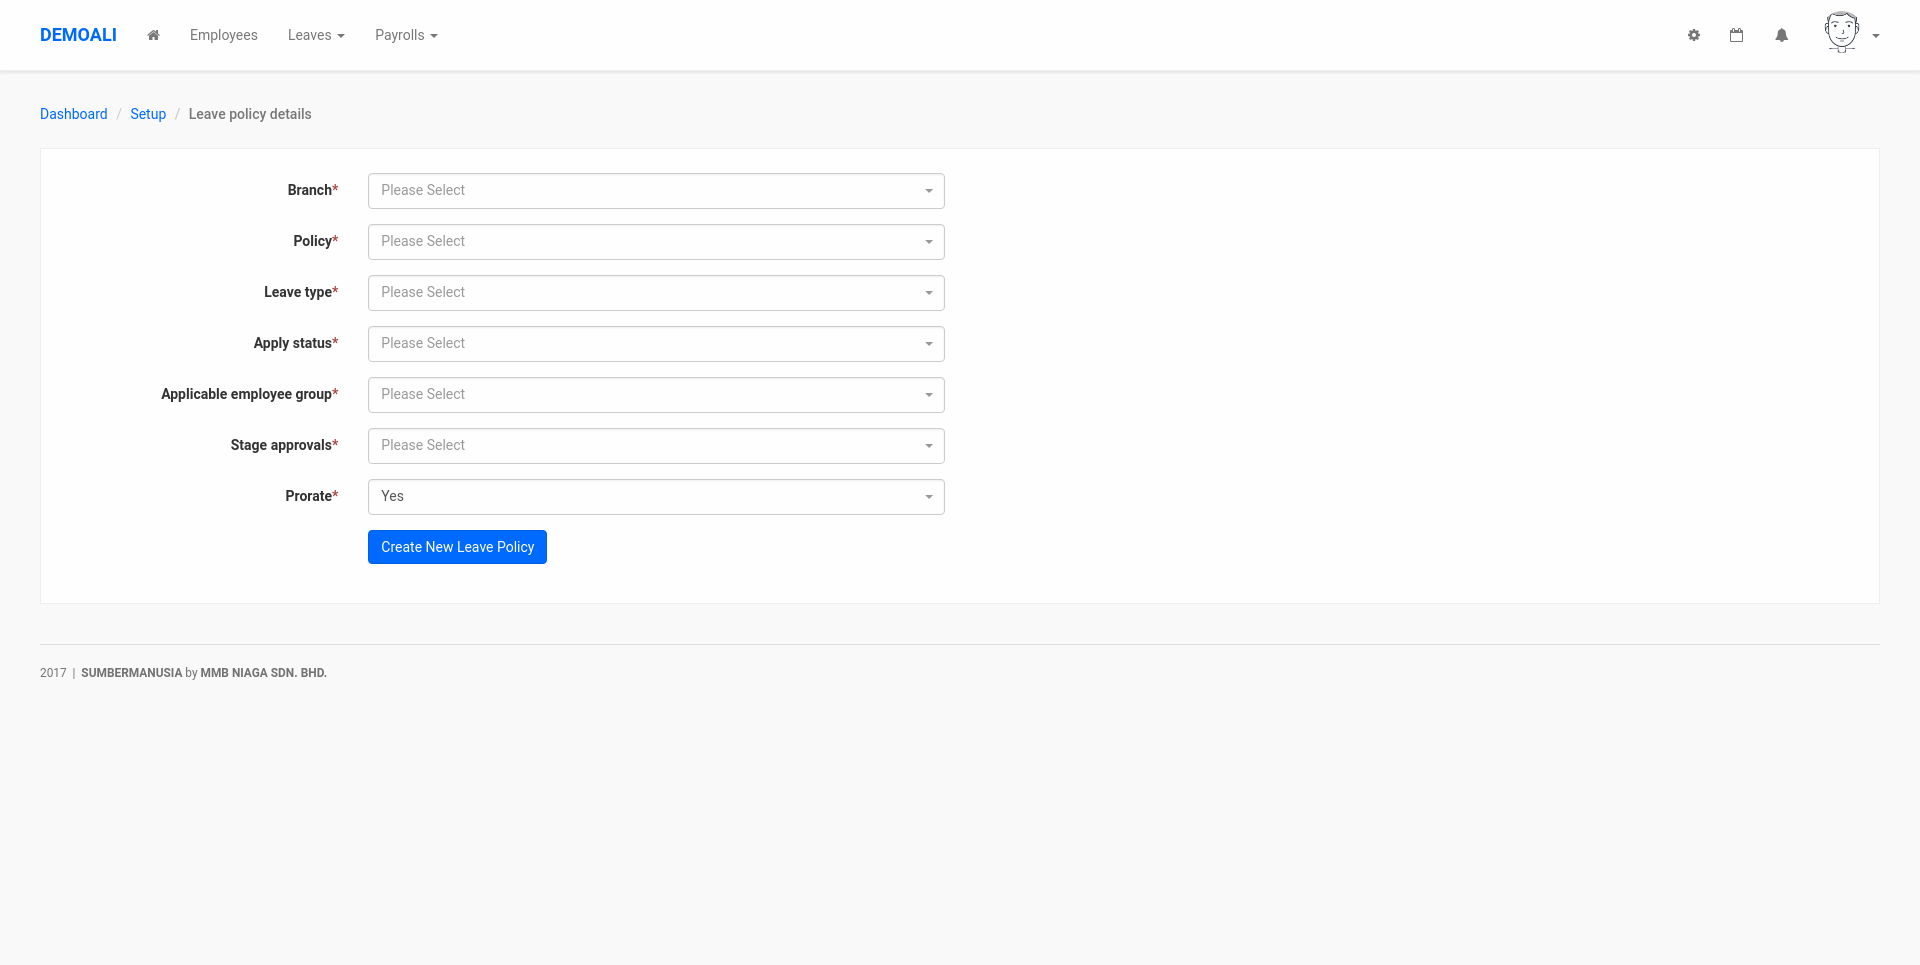 DEMOALI Employees Leaves Payrolls
Dashboard / Setup / Leave policy details
Branch* Please Select
Policy* Please Select
Leave type* Please Select
Apply status* Please Select
Applicable employee group* Please Select
Stage approvals* Please Select
Prorate* Yes
Create New Leave Policy
2017 | SUMBERMANUSIA by MMB NIAGA SDN. BHD.